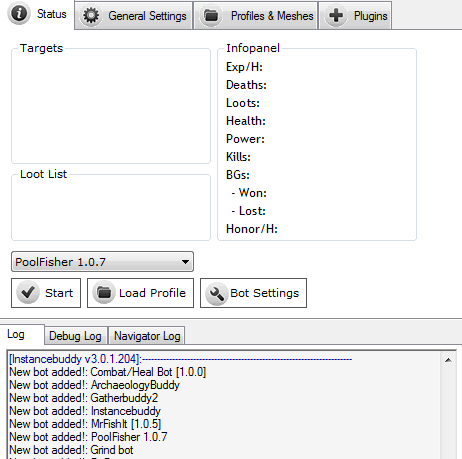 Status General Settings Profiles & Meshes Plugins
Targets
Infopanel
Exp/H:
Deaths:
Loots:
Health:
Power:
Kills:
BGs:
- Won:
- Lost:
Honor/H:
Loot List
PoolFisher 1.0.7
Start Load Profile Bot Settings
Log Debug Log Navigator Log
[Instancebuddy v3.0.1.204]:-----------------------------------------------------------
New bot added!: Combat/Heal Bot [1.0.0]
New bot added!: ArchaeologyBuddy
New bot added!: Gatherbuddy2
New bot added!: Instancebuddy
New bot added!: MrFishIt [1.0.5]
New bot added!: PoolFisher 1.0.7
New bot added!: Grind bot